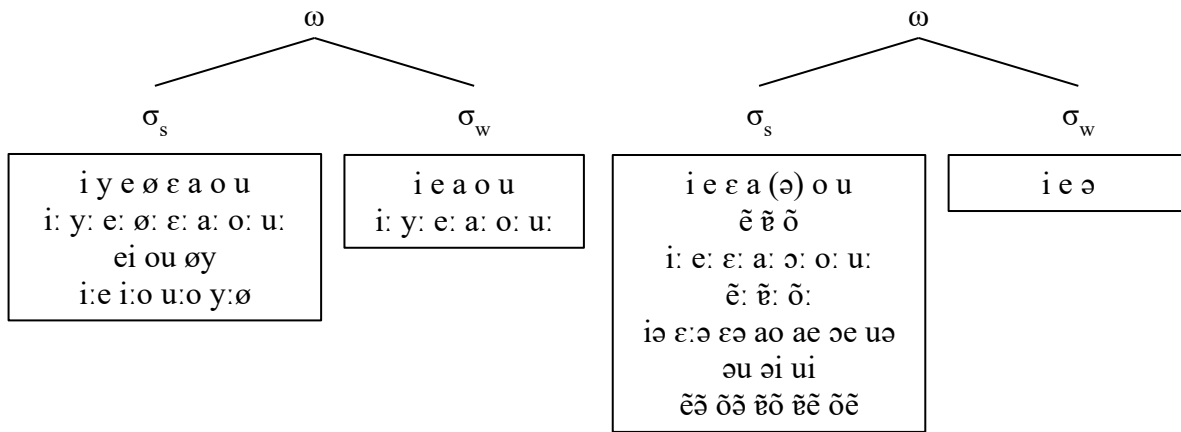 ω ω
σs σw σs σw
i y e ø ɛ a o u
iː yː eː øː ɛː aː oː uː
ei ou øy
iːe iːo uːo yːø
i e a o u
iː yː eː aː oː uː
i e ɛ a (ə) o u
ẽ ɐ̃ õ
iː eː ɛː aː ɔː oː uː
ẽː ɐ̃ː õː
iə ɛːə ɛə ao ae ɔe uə
əu əi ui
ẽə̃ õə̃ ɐ̃õ ɐ̃ẽ õẽ
i e ə